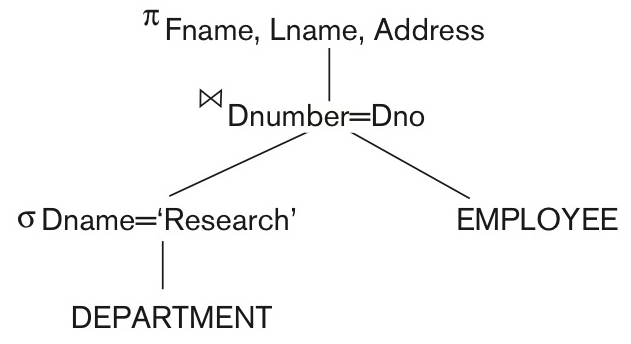 π Fname, Lname, Address
⋈ Dnumber=Dno
σ Dname=‘Research’
EMPLOYEE
DEPARTMENT